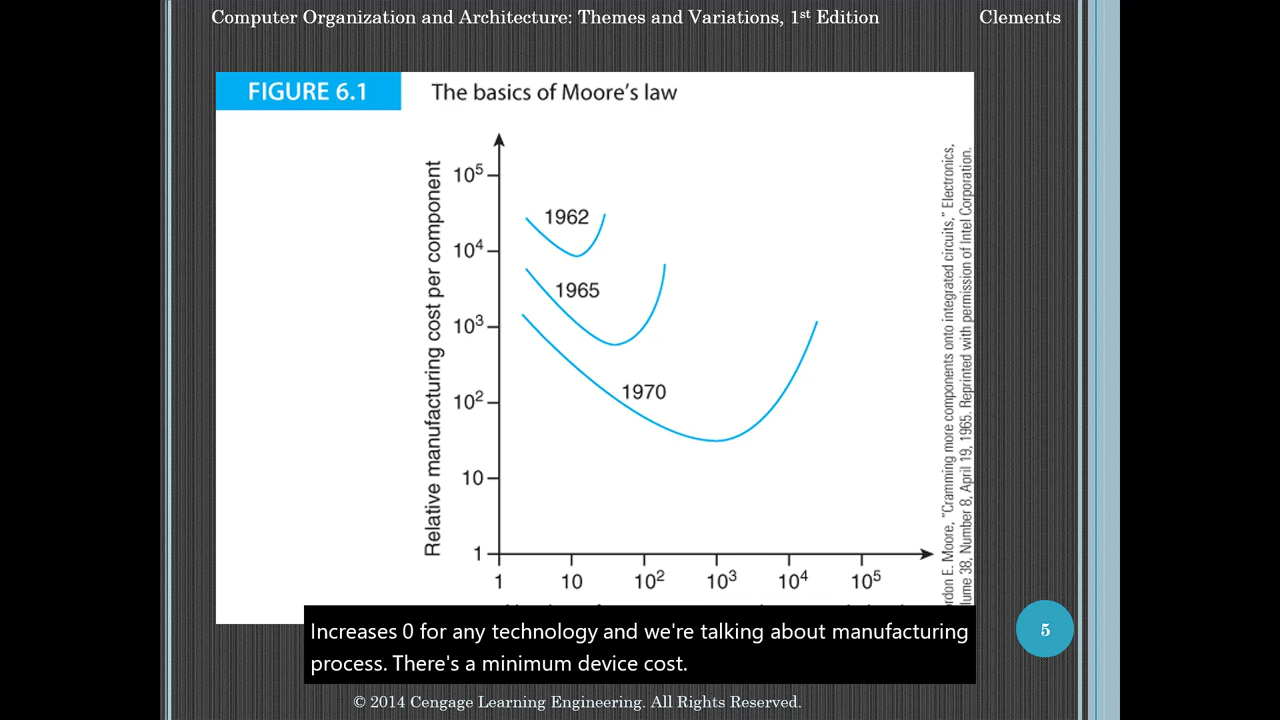 Computer Organization and Architecture: Themes and Variations, 1st Edition Clements
FIGURE 6.1 The basics of Moore's law
Relative manufacturing cost per component
10⁵
10⁴
10³
10²
10
1
1962
1965
1970
1 10 10² 10³ 10⁴ 10⁵
E. Moore, "Cramming more components onto integrated circuits," Electronics,
38, Number 8, April 19, 1965. Reprinted with permission of Intel Corporation.
Increases 0 for any technology and we're talking about manufacturing
process. There's a minimum device cost.
5
© 2014 Cengage Learning Engineering. All Rights Reserved.